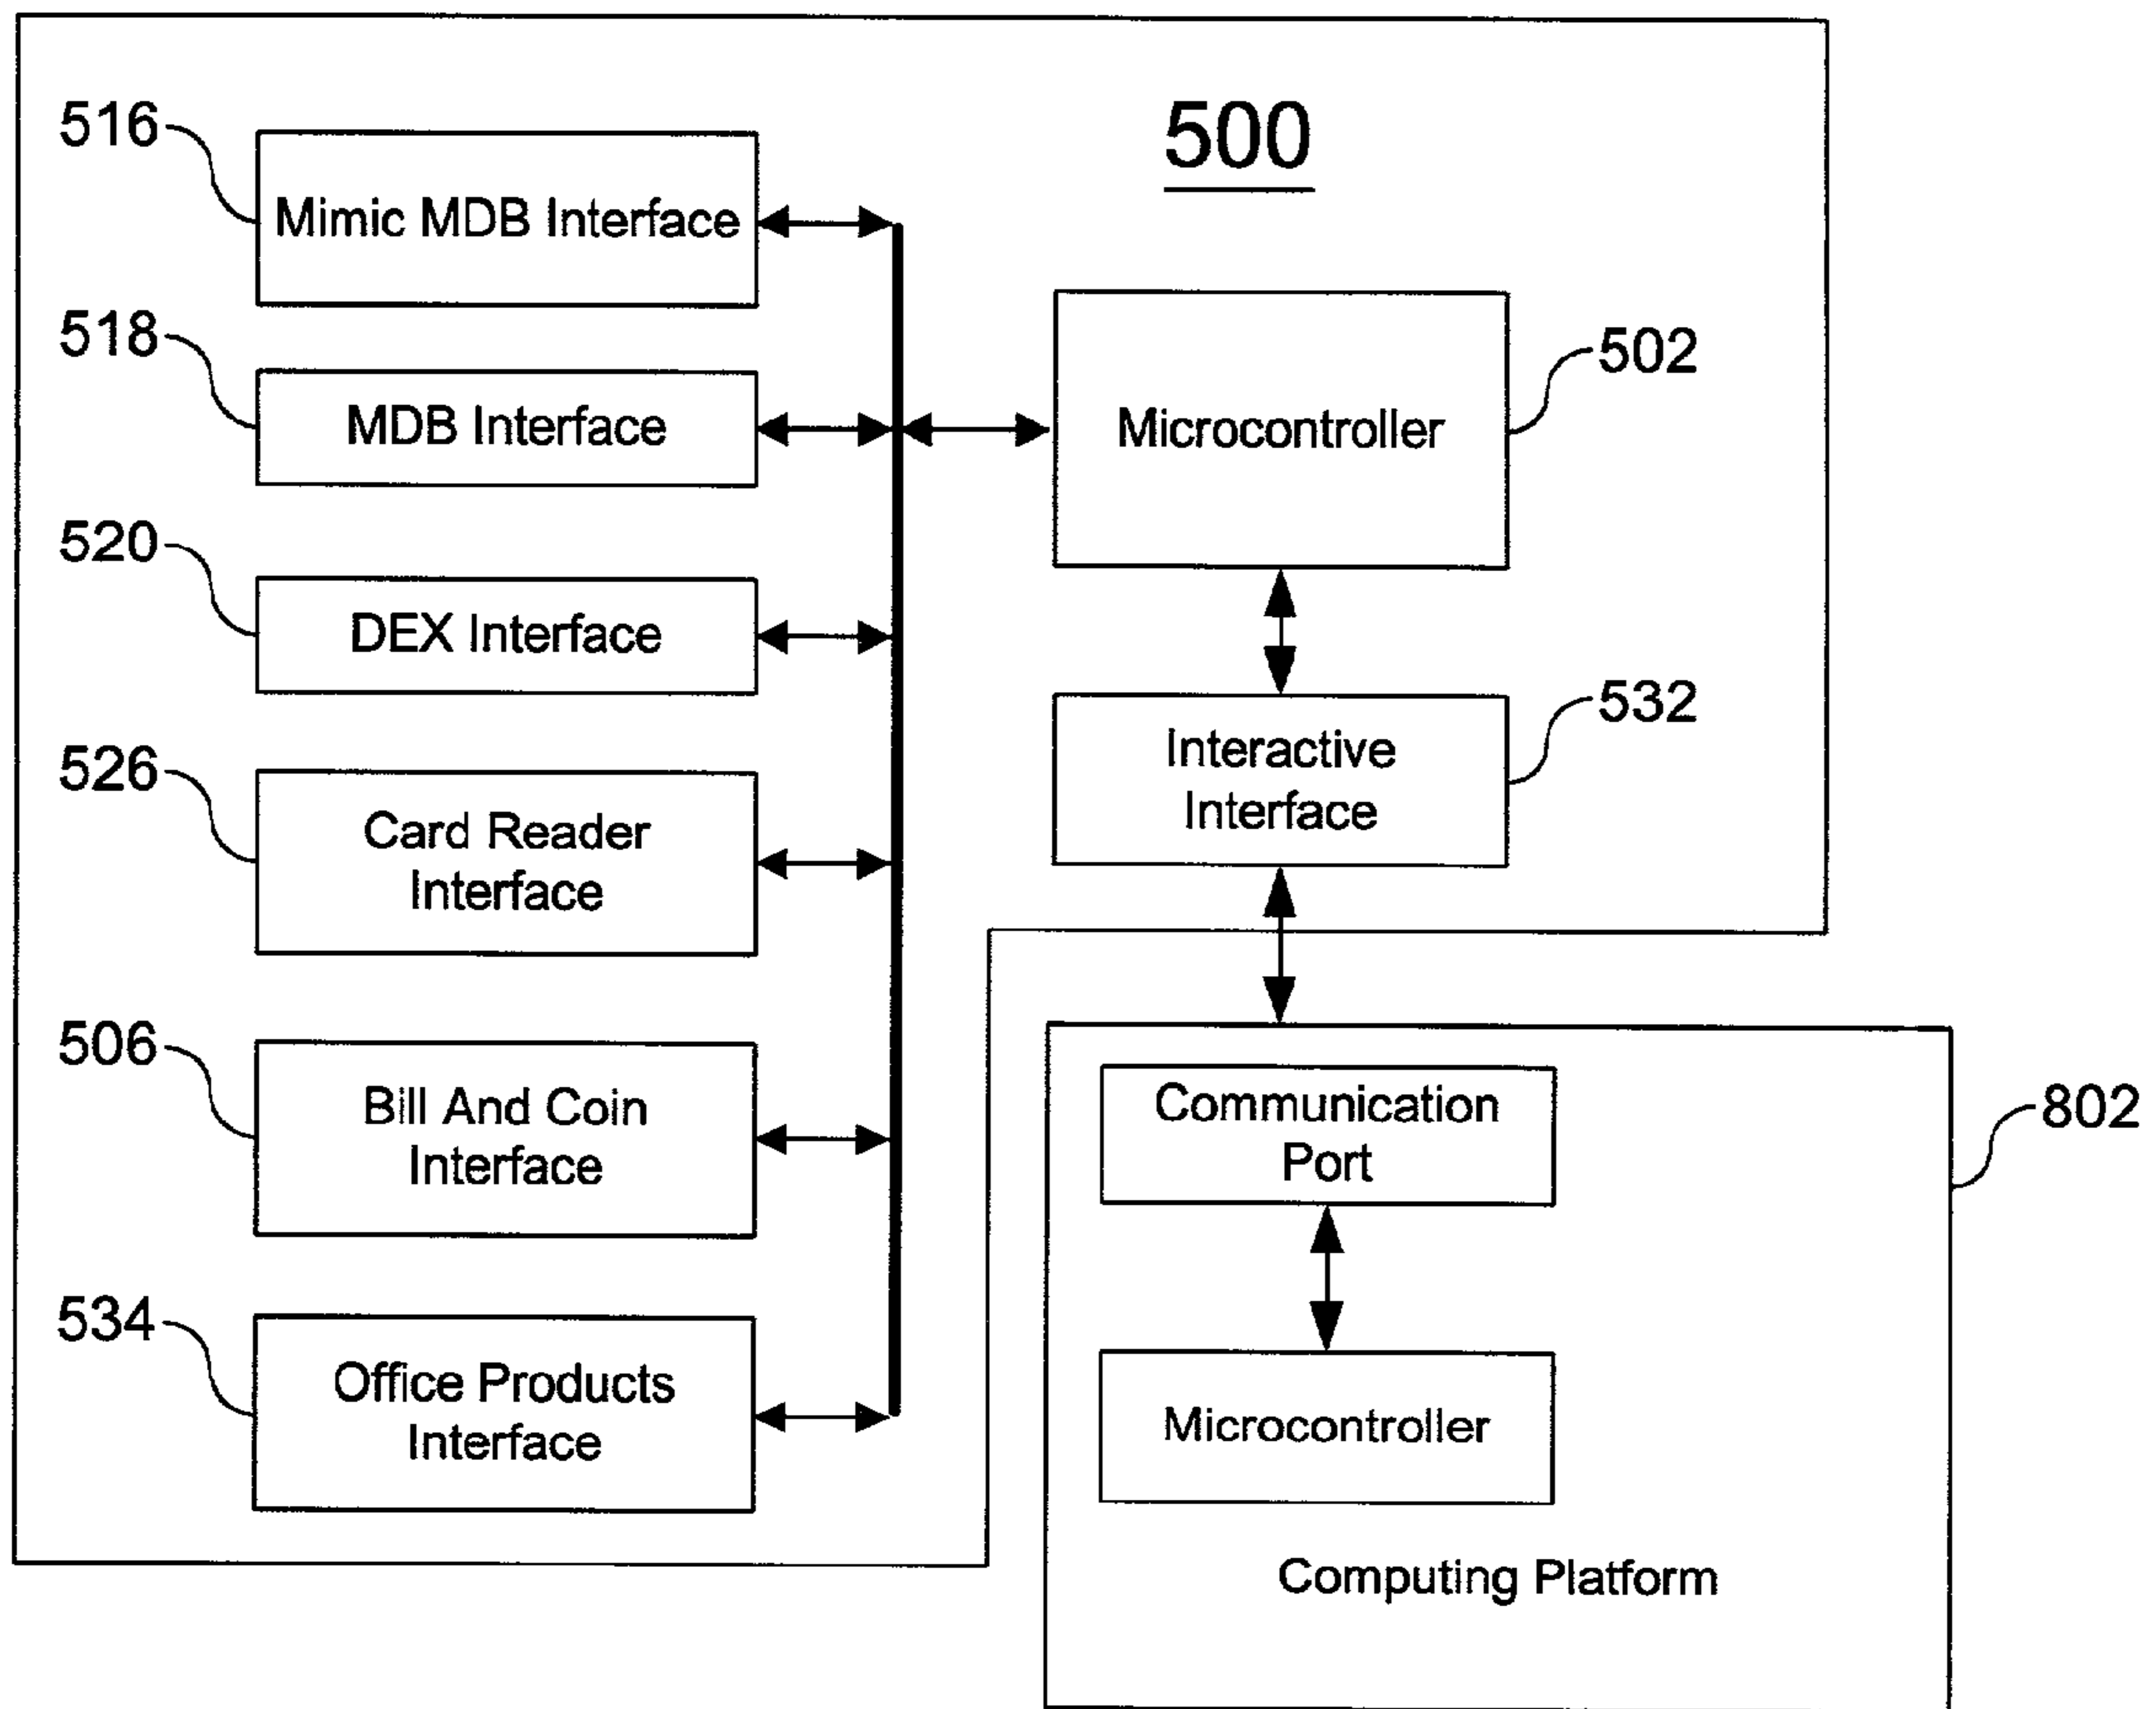 500
516
Mimic MDB Interface
518
MDB Interface
502
Microcontroller
520
DEX Interface
532
Interactive
Interface
526
Card Reader
Interface
506
Bill And Coin
Interface
802
Communication
Port
534
Office Products
Interface
Microcontroller
Computing Platform